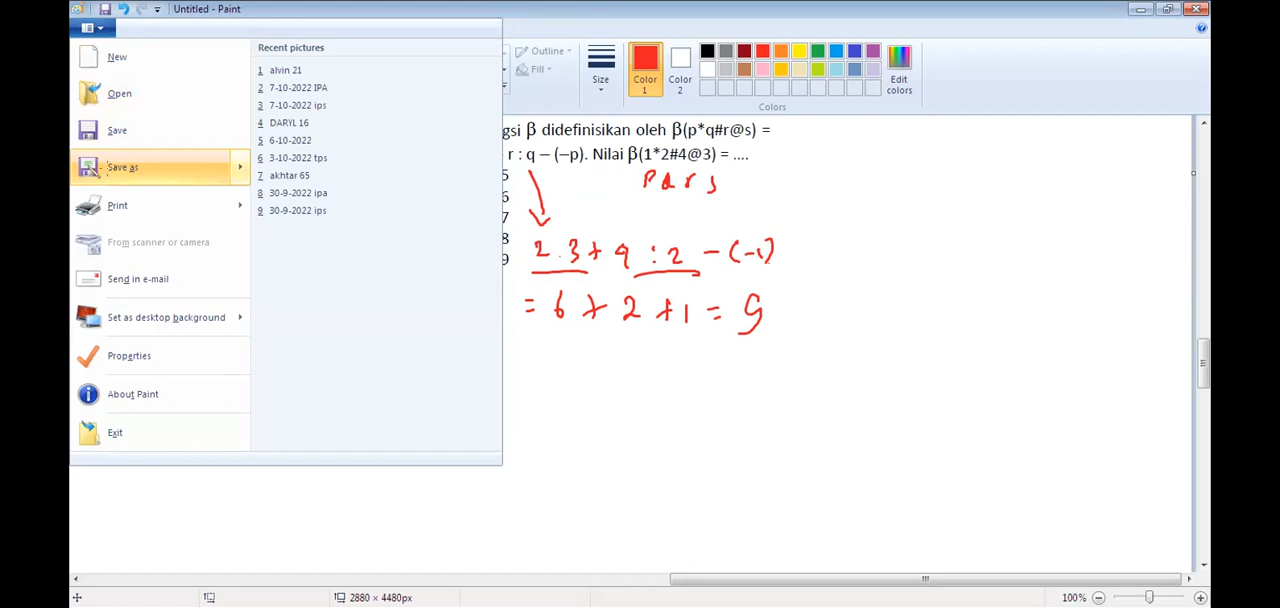 Untitled - Paint
New
Open
Save
Save as
Print
From scanner or camera
Send in e-mail
Set as desktop background
Properties
About Paint
Exit
Recent pictures
1 alvin 21
2 7-10-2022 IPA
3 7-10-2022 ips
4 DARYL 16
5 6-10-2022
6 3-10-2022 tps
7 akhtar 65
8 30-9-2022 ipa
9 30-9-2022 ips
Outline
Fill
Size
Color 1
Color 2
Edit colors
Colors
gsi β didefinisikan oleh β(p*q#r@s) =
r : q – (–p). Nilai β(1*2#4@3) = ....
5
6
7
8
9
p q r s
2.3 + 4 : 2 - (-1)
= 6 + 2 + 1 = 9
2880 × 4480px
100%